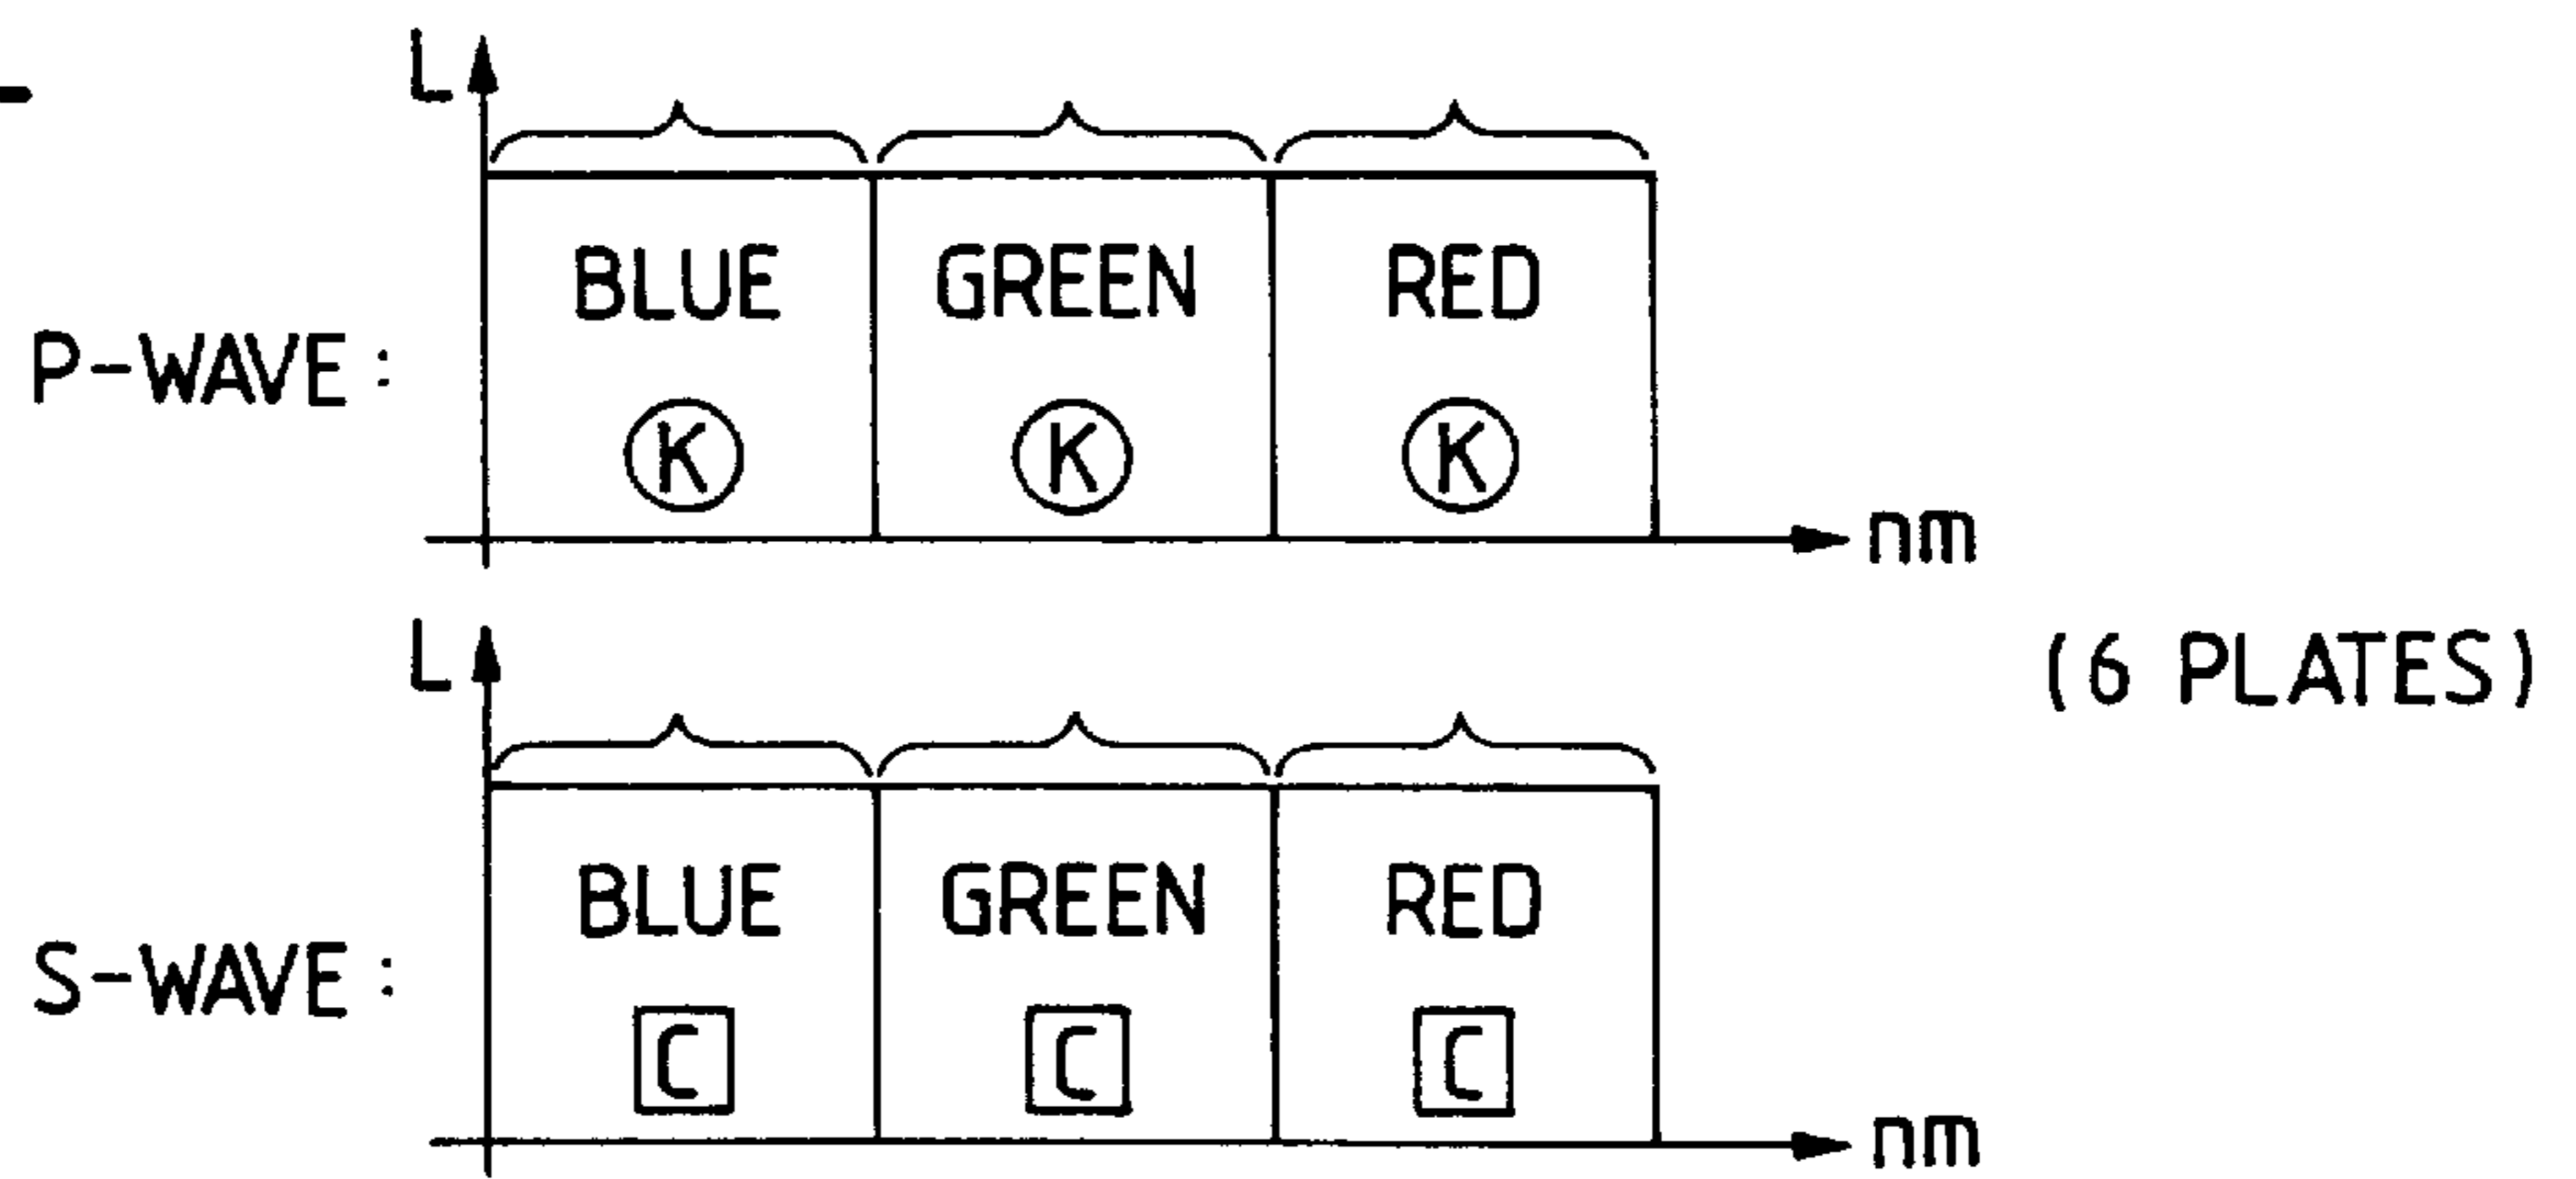 L
BLUE GREEN RED
P-WAVE:
K K K
nm
L
(6 PLATES)
BLUE GREEN RED
S-WAVE:
C C C
nm